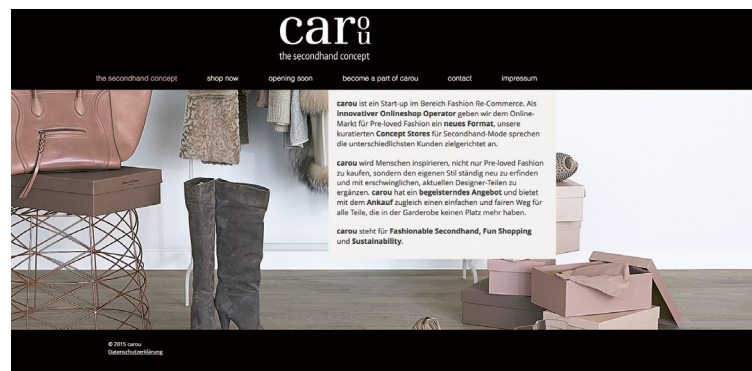 carou
the secondhand concept
the secondhand concept
shop now
opening soon
become a part of carou
contact
impressum
carou ist ein Start-up im Bereich Fashion Re-Commerce. Als
innovativer Onlineshop Operator geben wir dem Online-
Markt für Pre-loved Fashion ein neues Format, unsere
kuratierten Concept Stores für Secondhand-Mode sprechen
die unterschiedlichsten Kunden zielgerichtet an.
carou wird Menschen inspirieren, nicht nur Pre-loved Fashion
zu kaufen, sondern den eigenen Stil ständig neu zu erfinden
und mit erschwinglichen, aktuellen Designer-Teilen zu
ergänzen. carou hat ein begeisterndes Angebot und bietet
mit dem Ankauf zugleich einen einfachen und fairen Weg für
alle Teile, die in der Garderobe keinen Platz mehr haben.
carou steht für Fashionable Secondhand, Fun Shopping
und Sustainability.
© 2015 carou
Datenschutzerklärung